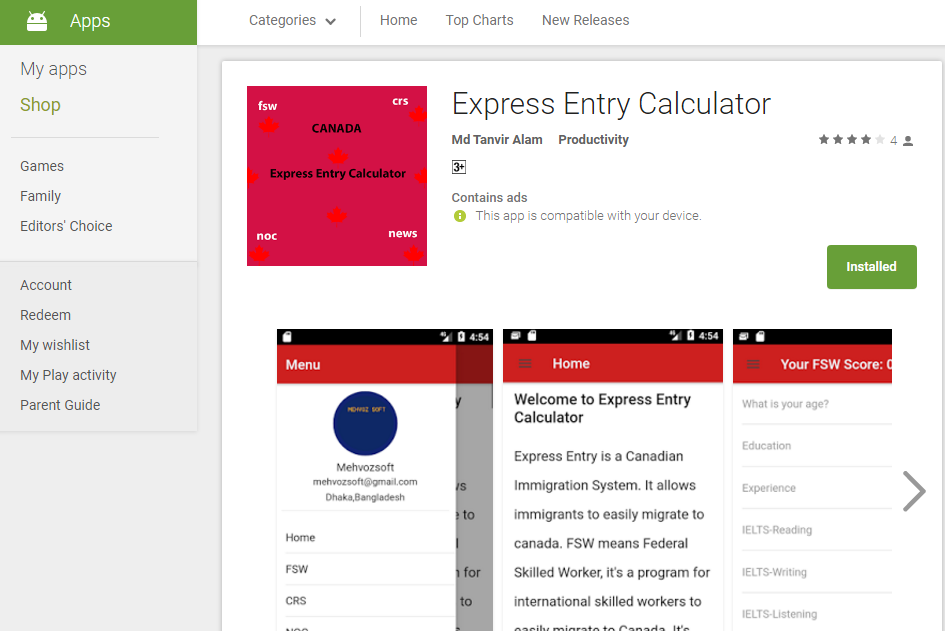 Apps
Categories
Home
Top Charts
New Releases
My apps
Shop
Games
Family
Editors' Choice
Account
Redeem
My wishlist
My Play activity
Parent Guide
fsw
crs
CANADA
Express Entry Calculator
noc
news
Express Entry Calculator
Md Tanvir Alam Productivity
4
3+
Contains ads
This app is compatible with your device.
Installed
4:54
Menu
MEHVOZ SOFT
Mehvozsoft
mehvozsoft@gmail.com
Dhaka,Bangladesh
Home
FSW
CRS
4:54
Home
Welcome to Express Entry
Calculator
Express Entry is a Canadian
Immigration System. It allows
immigrants to easily migrate to
canada. FSW means Federal
Skilled Worker, it's a program for
international skilled workers to
easily migrate to Canada. It's
Your FSW Score: 0
What is your age?
Education
Experience
IELTS-Reading
IELTS-Writing
IELTS-Listening